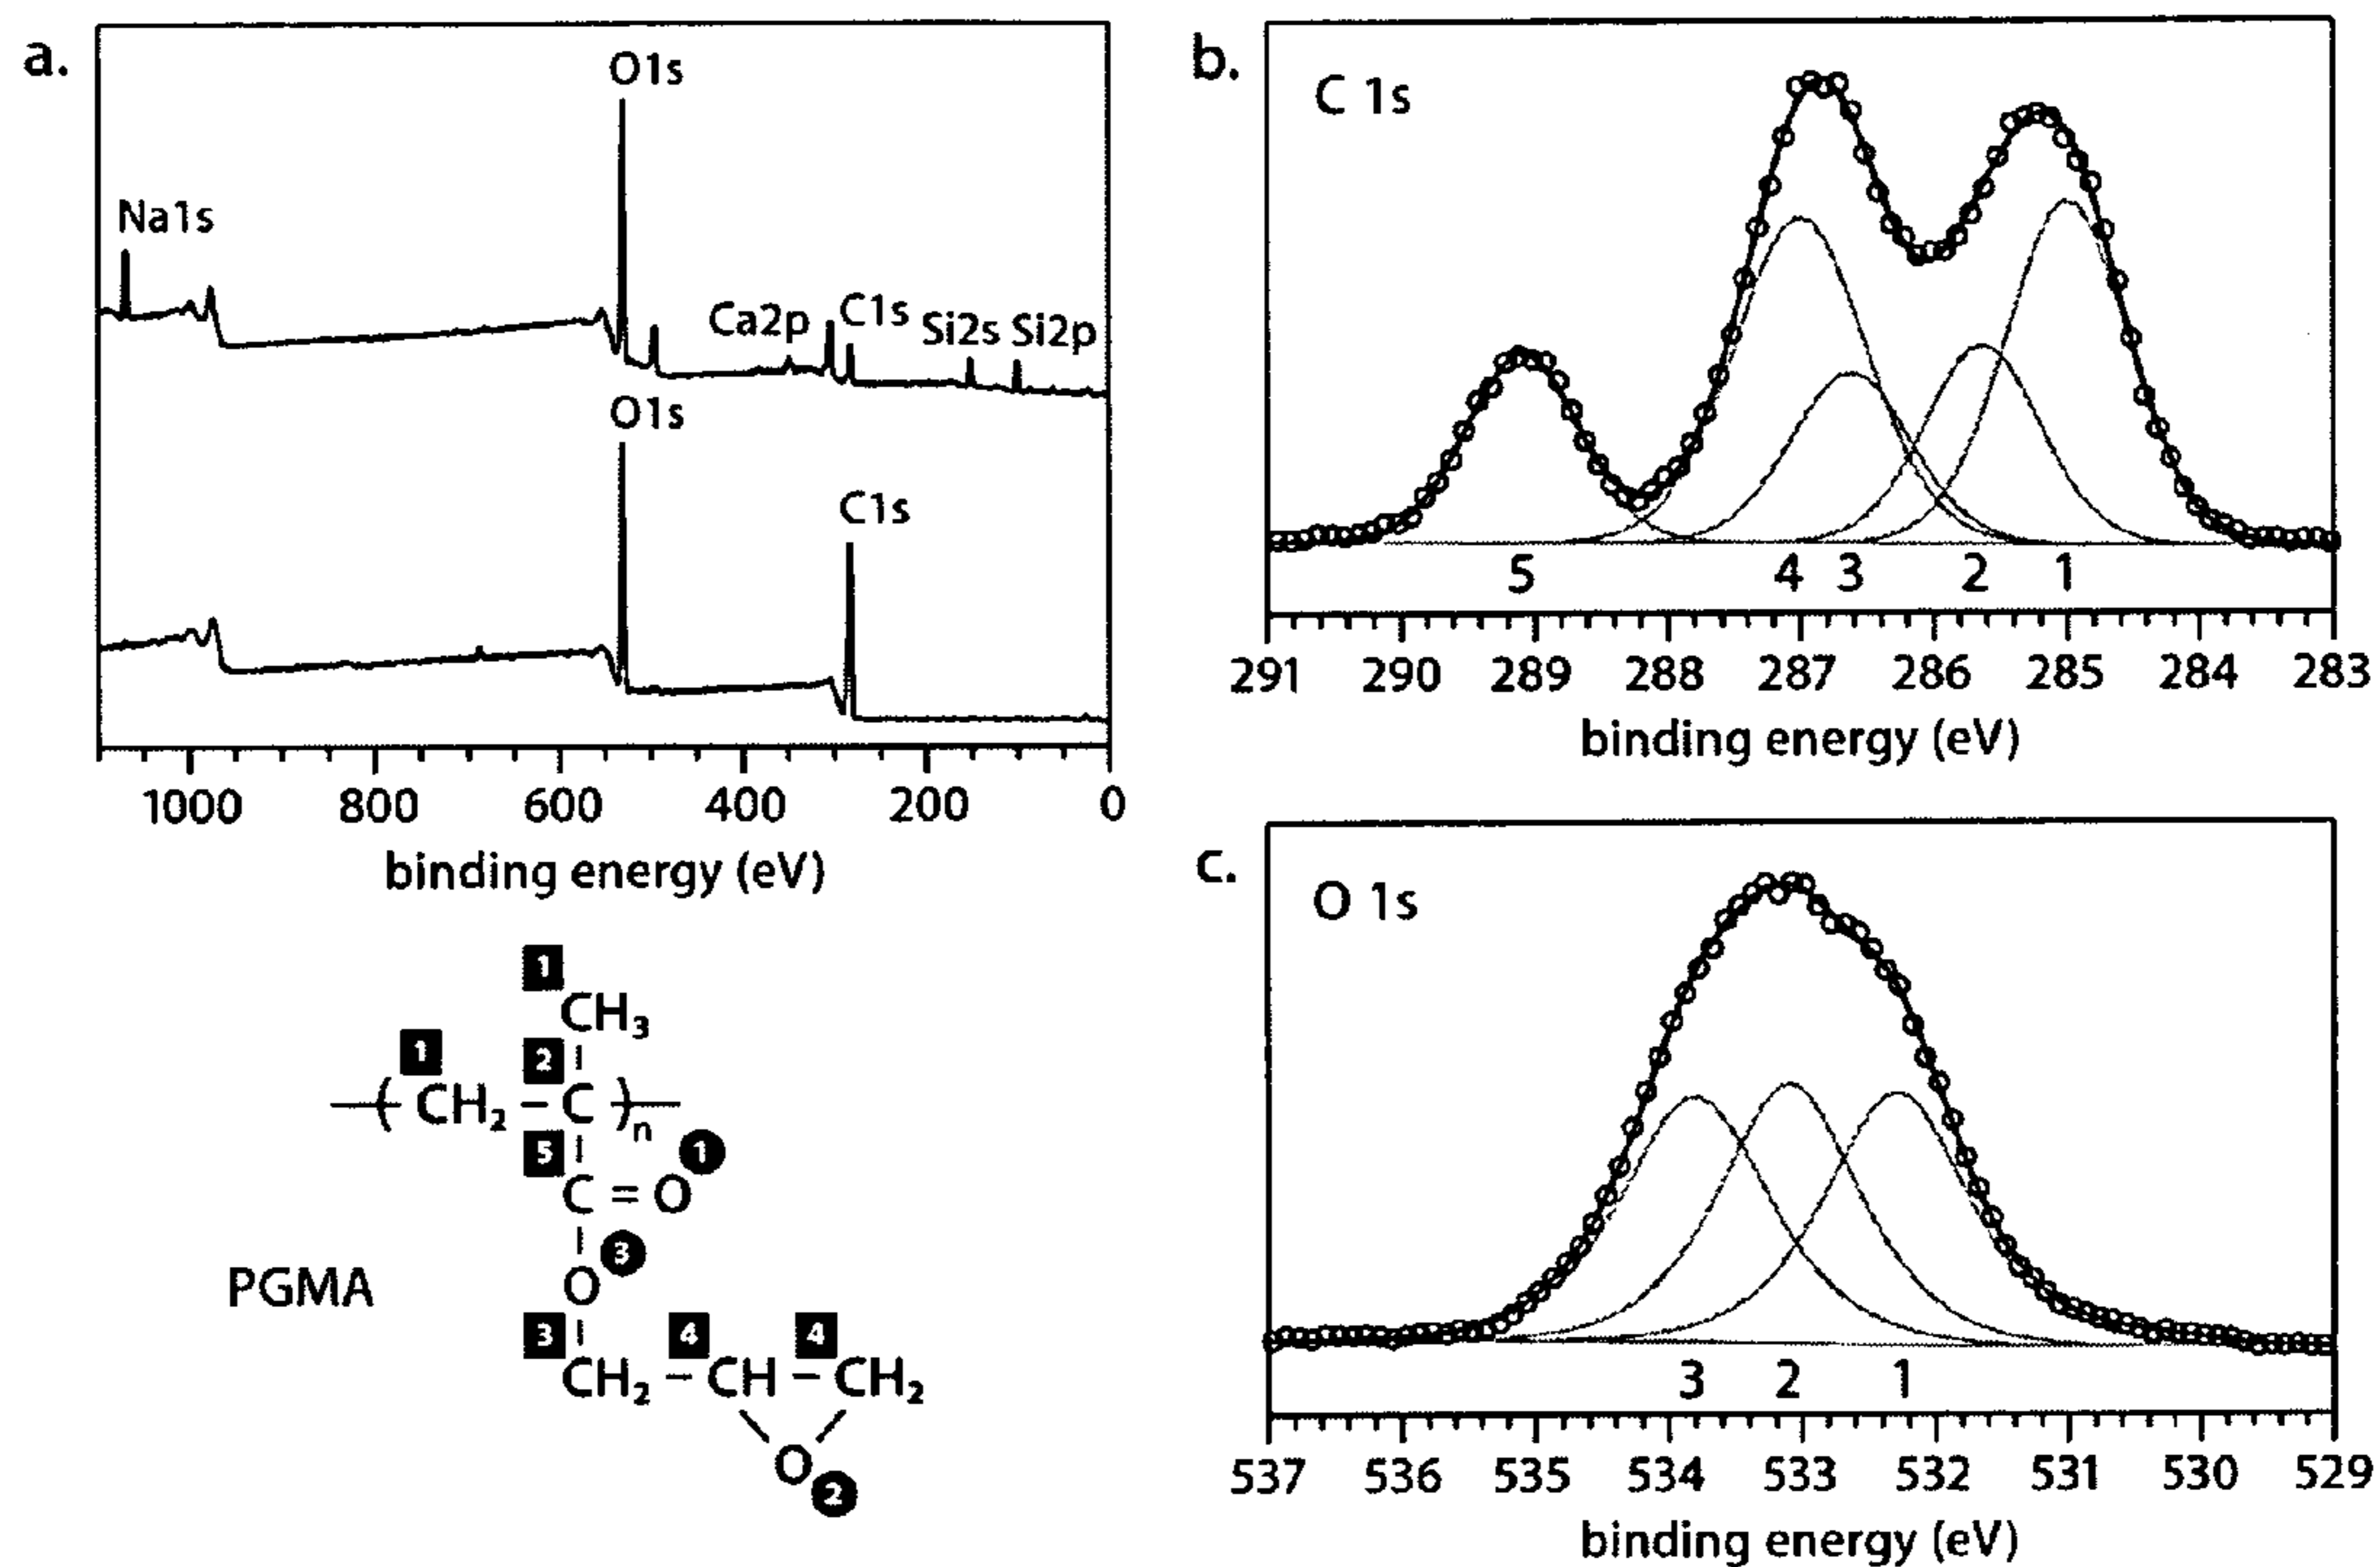 a.
O1s
Na1s
Ca2p C1s Si2s Si2p
O1s
C1s
1000 800 600 400 200 0
binding energy (eV)
b.
C 1s
5 4 3 2 1
291 290 289 288 287 286 285 284 283
binding energy (eV)
c.
O 1s
3 2 1
537 536 535 534 533 532 531 530 529
binding energy (eV)
1
CH3
1 2
( CH2 – C )n
5 1
C = O
3
PGMA O
3 4 4
CH2 – CH – CH2
O
2